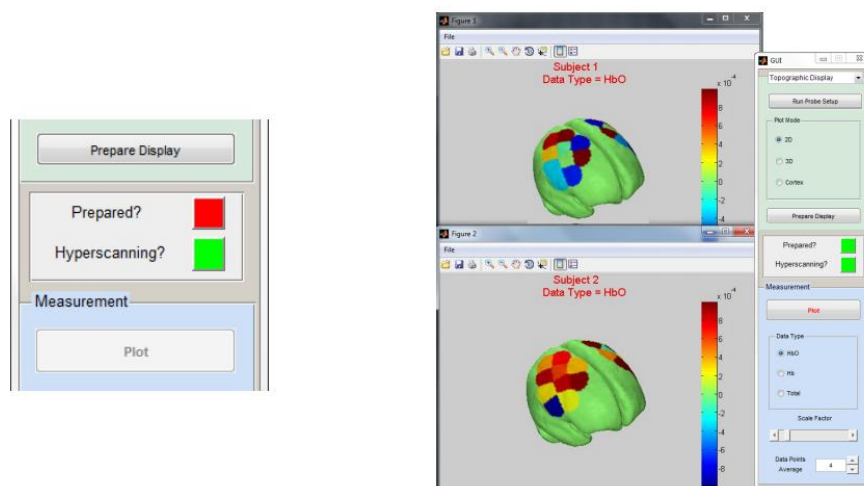 Prepare Display
Prepared?
Hyperscanning?
Measurement
Plot
Figure 1
File
Subject 1
Data Type = HbO
x 10^-4
8
6
4
2
0
-2
-4
Figure 2
File
Subject 2
Data Type = HbO
x 10^-4
8
6
4
2
0
-2
-4
-6
-8
GUI
Topographic Display
Run Probe Setup
Plot Mode
2D
3D
Cortex
Prepare Display
Prepared?
Hyperscanning?
Measurement
Plot
Data Type
HbO
Hb
Total
Scale Factor
Data Points
Average
4